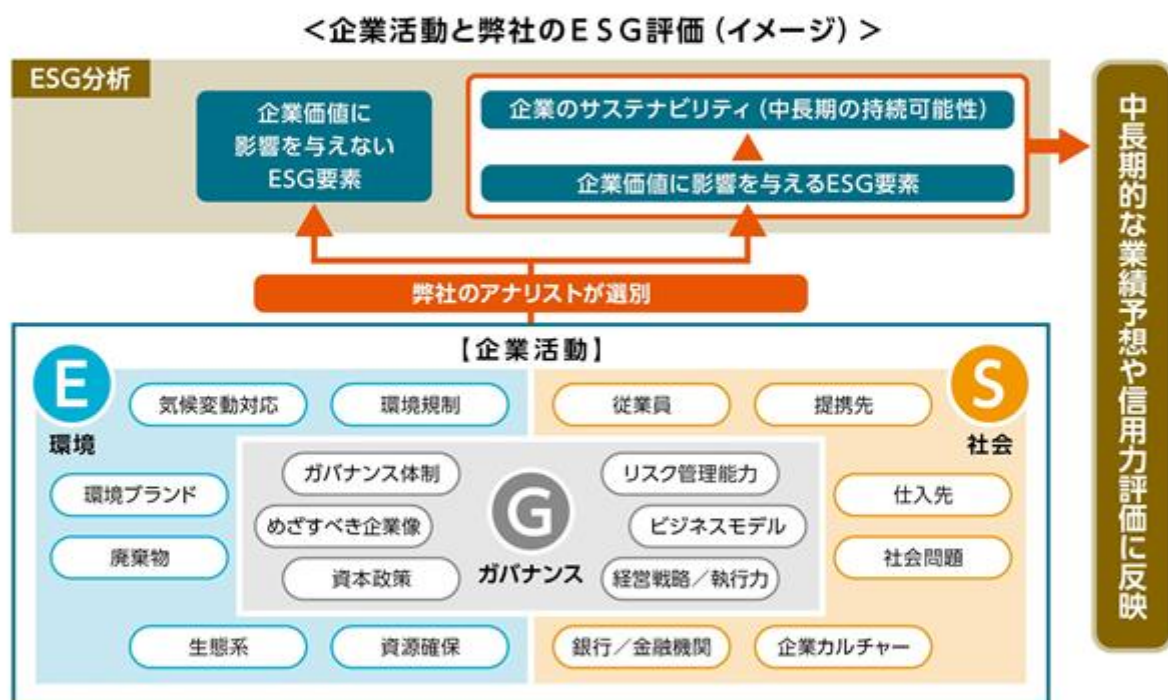 ＜企業活動と弊社のＥＳＧ評価（イメージ）＞
ESG分析
企業価値に
影響を与えない
ESG要素
企業のサステナビリティ（中長期の持続可能性）
企業価値に影響を与えるESG要素
中長期的な業績予想や信用力評価に反映
弊社のアナリストが選別
【企業活動】
E
環境
S
社会
気候変動対応
環境規制
従業員
提携先
環境ブランド
廃棄物
ガバナンス体制
めざすべき企業像
資本政策
G
ガバナンス
リスク管理能力
ビジネスモデル
経営戦略／執行力
仕入先
社会問題
生態系
資源確保
銀行／金融機関
企業カルチャー